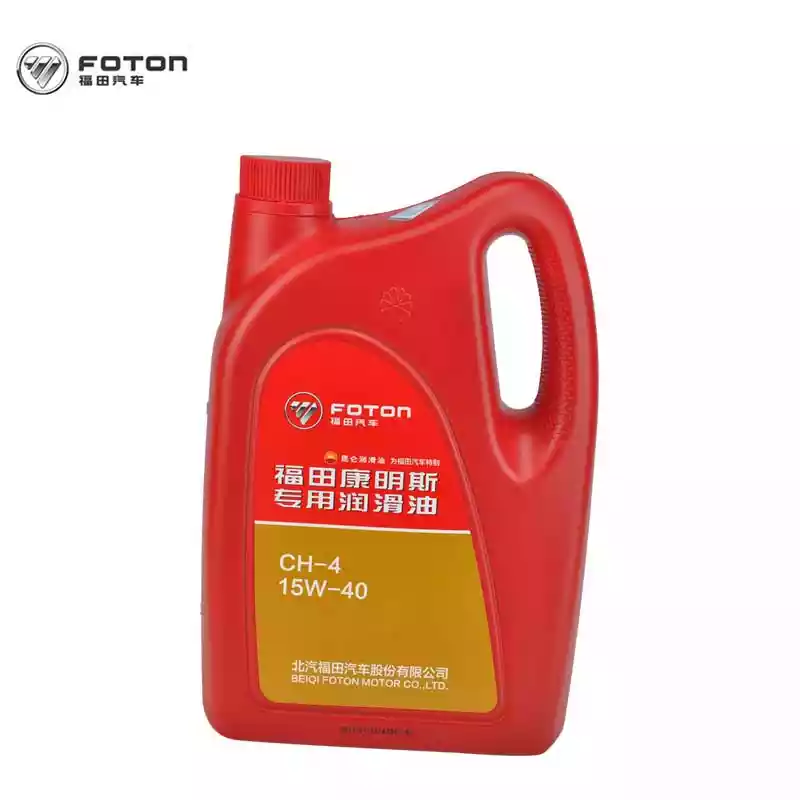 FOTON
福田汽车
FOTON
福田汽车
昆仑润滑油 为福田汽车特制
福田康明斯
专用润滑油
CH-4
15W-40
北汽福田汽车股份有限公司
BEIQI FOTON MOTOR CO.,LTD.